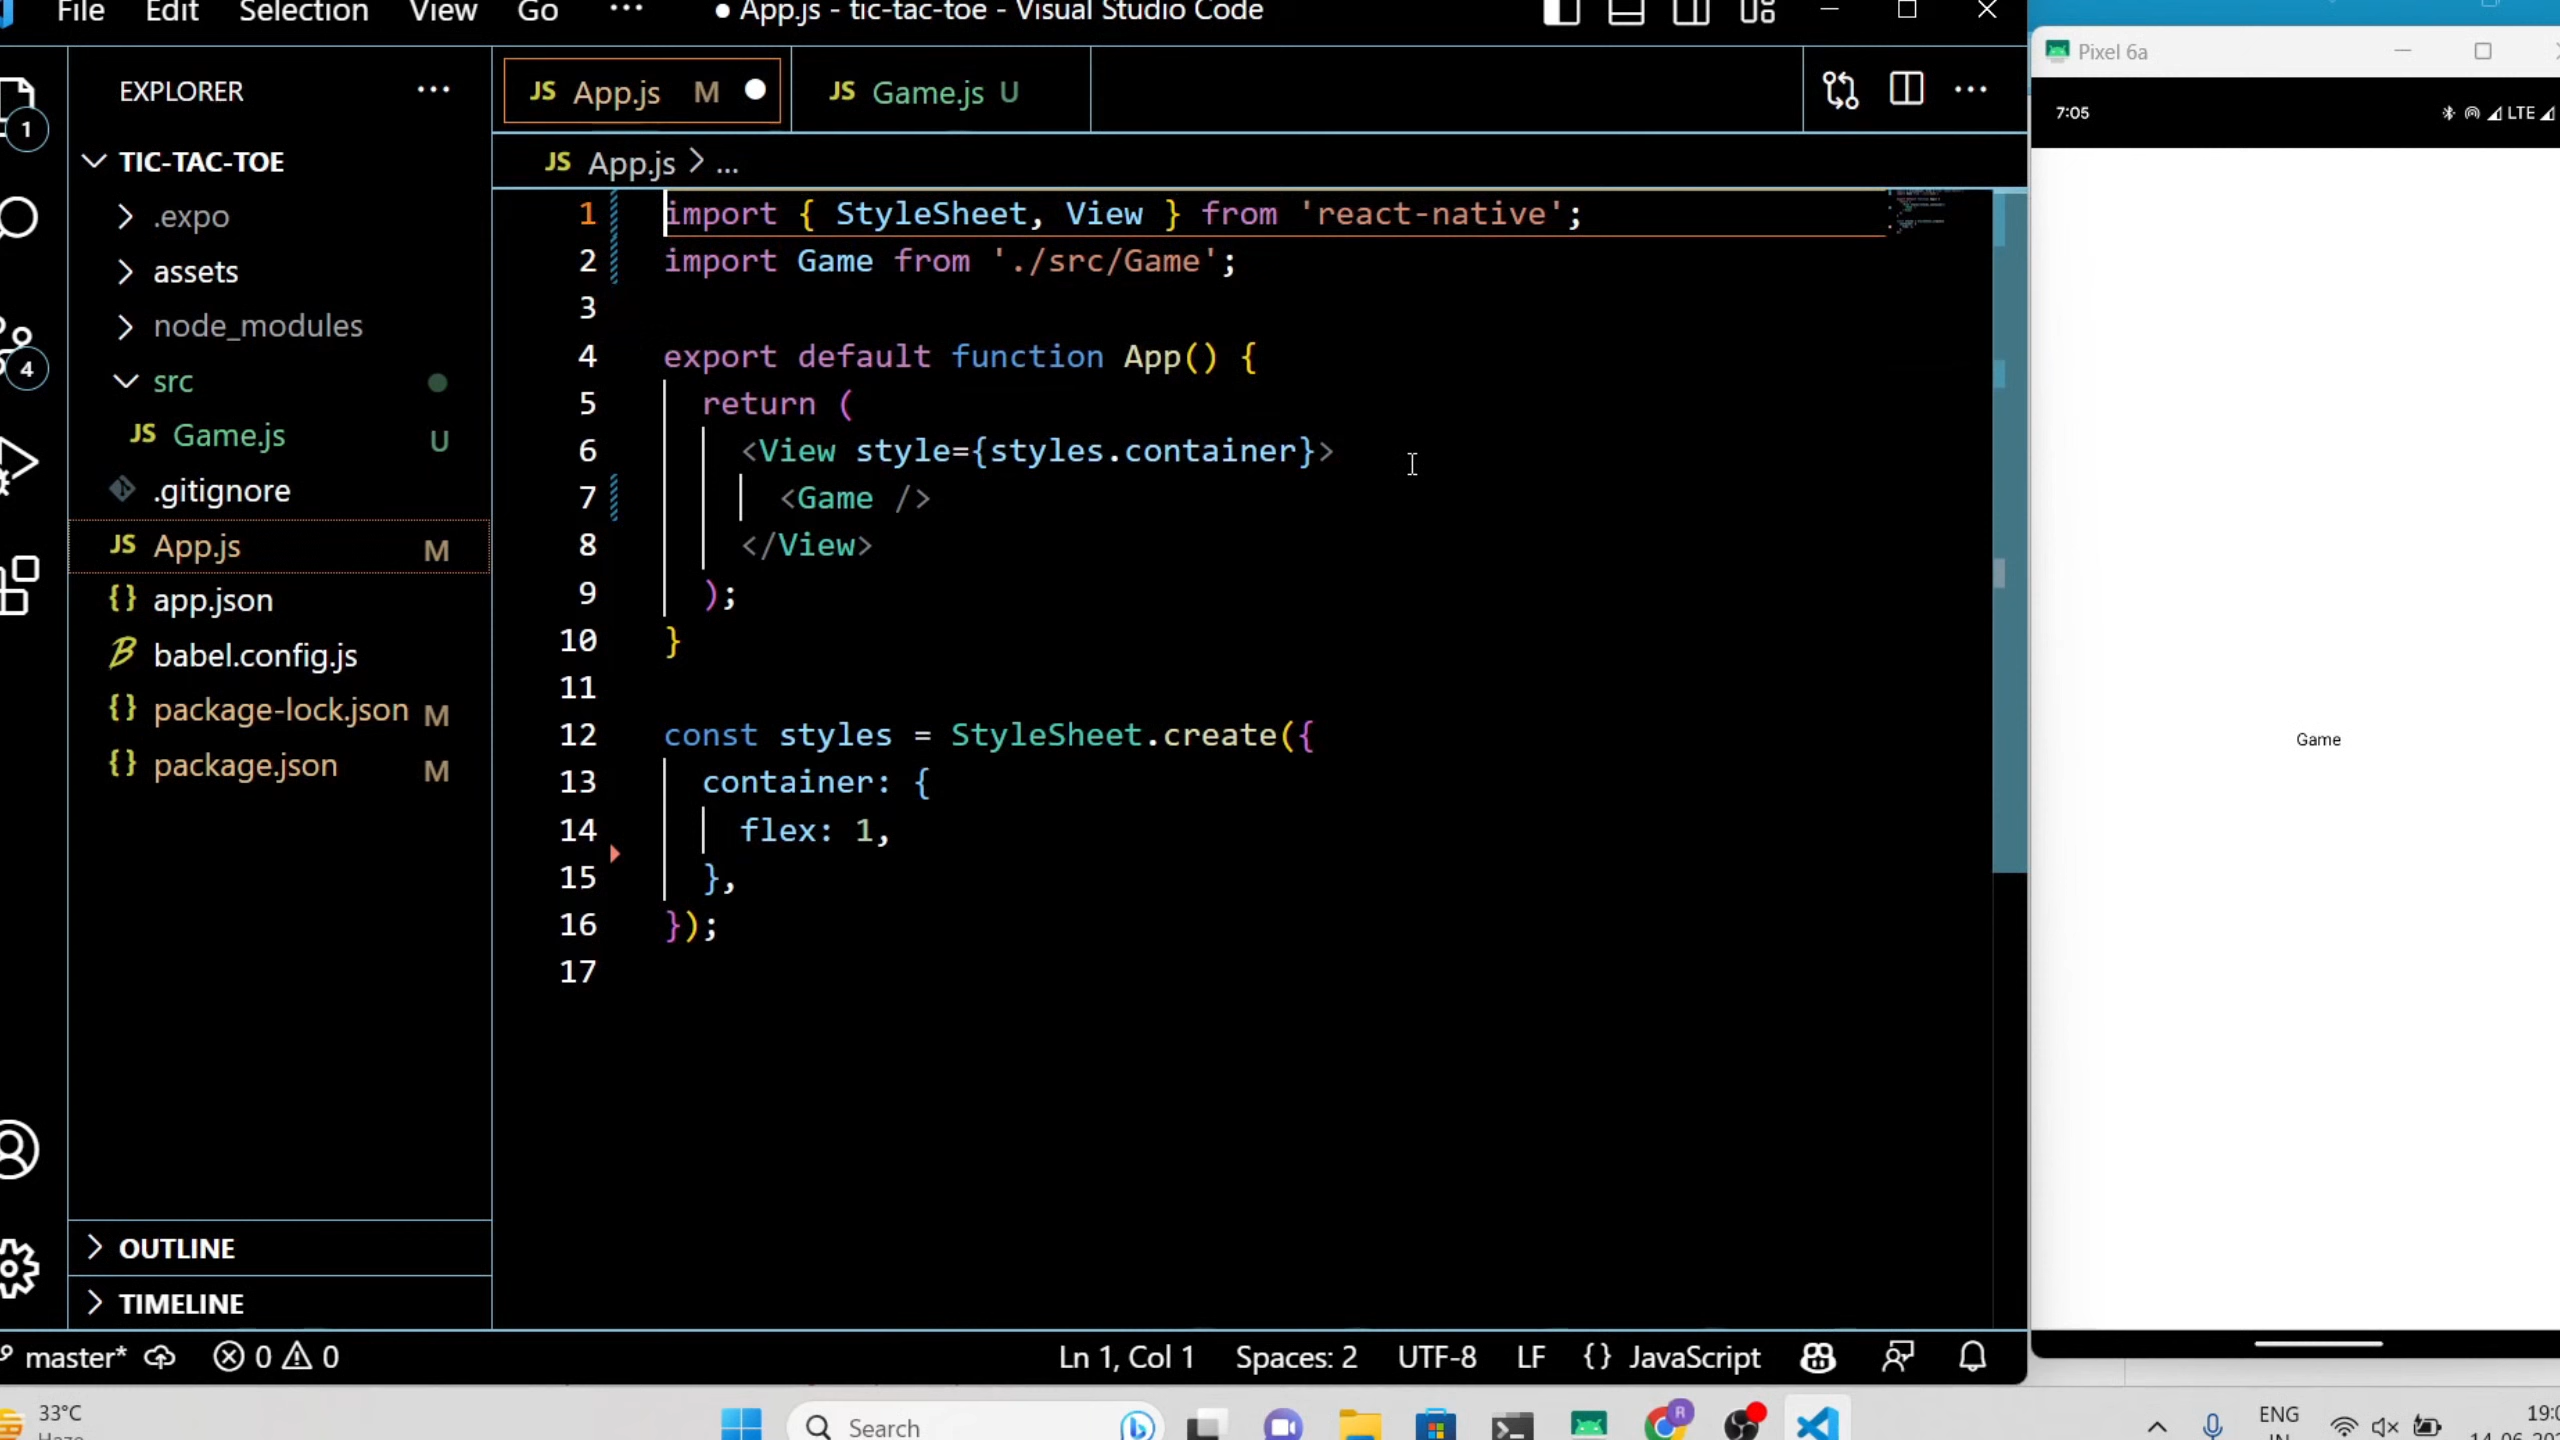 File Edit Selection View Go ··· ● App.js - tic-tac-toe - Visual Studio Code
EXPLORER ···
JS App.js M ●
JS Game.js U
TIC-TAC-TOE
.expo
assets
node_modules
src
JS Game.js U
.gitignore
JS App.js M
{} app.json
babel.config.js
{} package-lock.json M
{} package.json M
OUTLINE
TIMELINE
1
4
JS App.js > ...
1 import { StyleSheet, View } from 'react-native';
2 import Game from './src/Game';
3
4 export default function App() {
5 return (
6 <View style={styles.container}>
7 <Game />
8 </View>
9 );
10 }
11
12 const styles = StyleSheet.create({
13 container: {
14 flex: 1,
15 },
16 });
17
master* 0 0
Ln 1, Col 1 Spaces: 2 UTF-8 LF {} JavaScript
Pixel 6a
7:05 LTE
Game
33°C
Search
R
ENG
IN